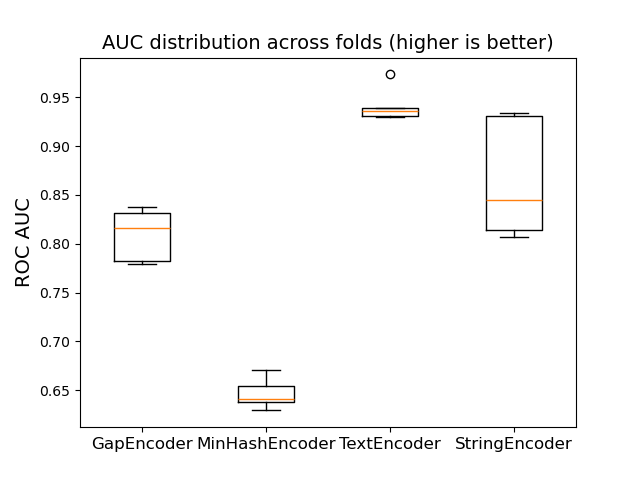 AUC distribution across folds (higher is better)
ROC AUC
0.95
0.90
0.85
0.80
0.75
0.70
0.65
GapEncoder MinHashEncoder TextEncoder StringEncoder